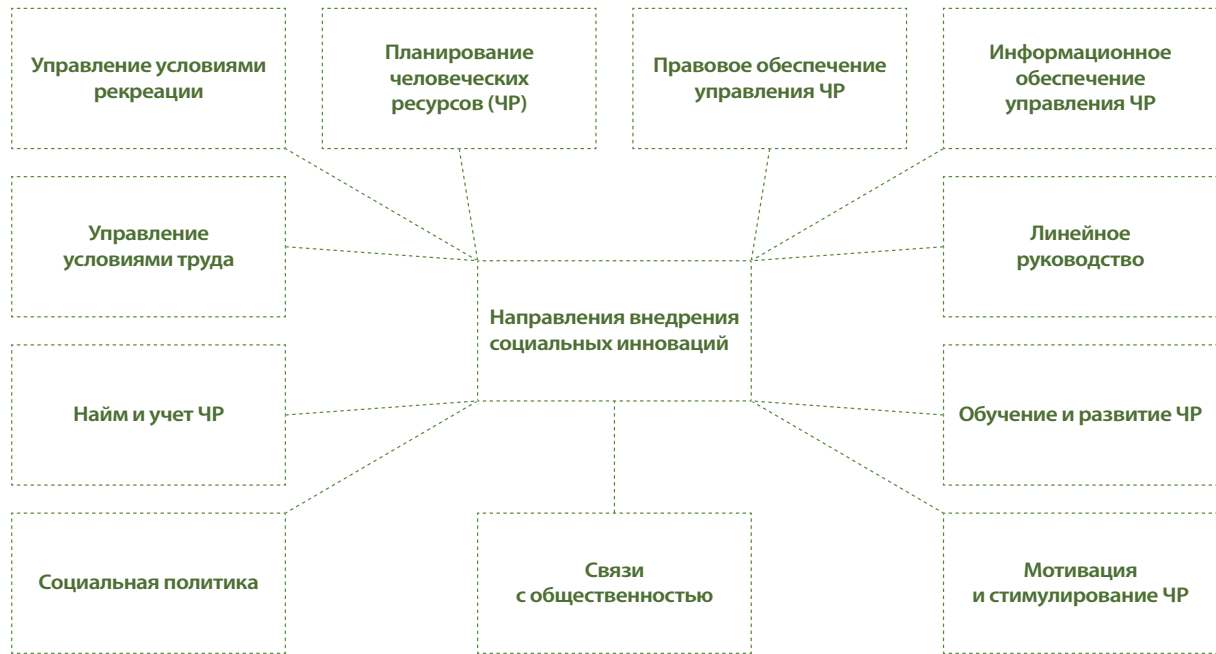 Управление условиями
рекреации
Планирование
человеческих
ресурсов (ЧР)
Правовое обеспечение
управления ЧР
Информационное
обеспечение
управления ЧР
Управление
условиями труда
Линейное
руководство
Направления внедрения
социальных инноваций
Найм и учет ЧР
Обучение и развитие ЧР
Социальная политика
Связи
с общественностью
Мотивация
и стимулирование ЧР